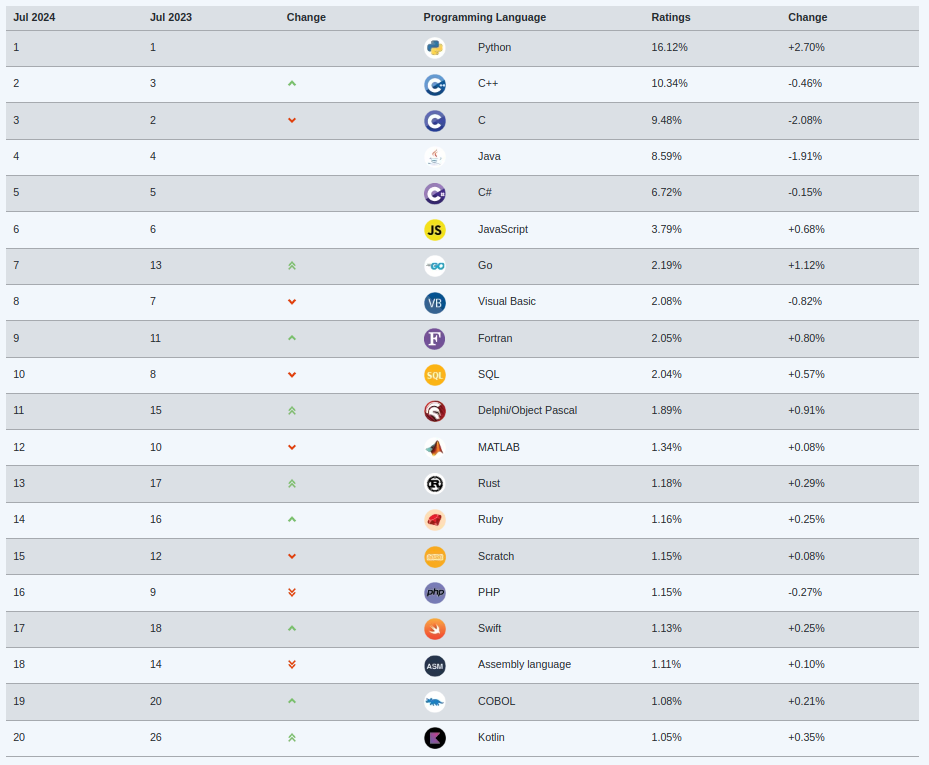 Jul 2024 Jul 2023 Change Programming Language Ratings Change
1 1 Python 16.12% +2.70%
2 3 C++ 10.34% -0.46%
3 2 C 9.48% -2.08%
4 4 Java 8.59% -1.91%
5 5 C# 6.72% -0.15%
6 6 JS JavaScript 3.79% +0.68%
7 13 GO Go 2.19% +1.12%
8 7 VB Visual Basic 2.08% -0.82%
9 11 F Fortran 2.05% +0.80%
10 8 SQL SQL 2.04% +0.57%
11 15 Delphi/Object Pascal 1.89% +0.91%
12 10 MATLAB 1.34% +0.08%
13 17 R Rust 1.18% +0.29%
14 16 Ruby 1.16% +0.25%
15 12 Scratch 1.15% +0.08%
16 9 php PHP 1.15% -0.27%
17 18 Swift 1.13% +0.25%
18 14 ASM Assembly language 1.11% +0.10%
19 20 COBOL 1.08% +0.21%
20 26 Kotlin 1.05% +0.35%